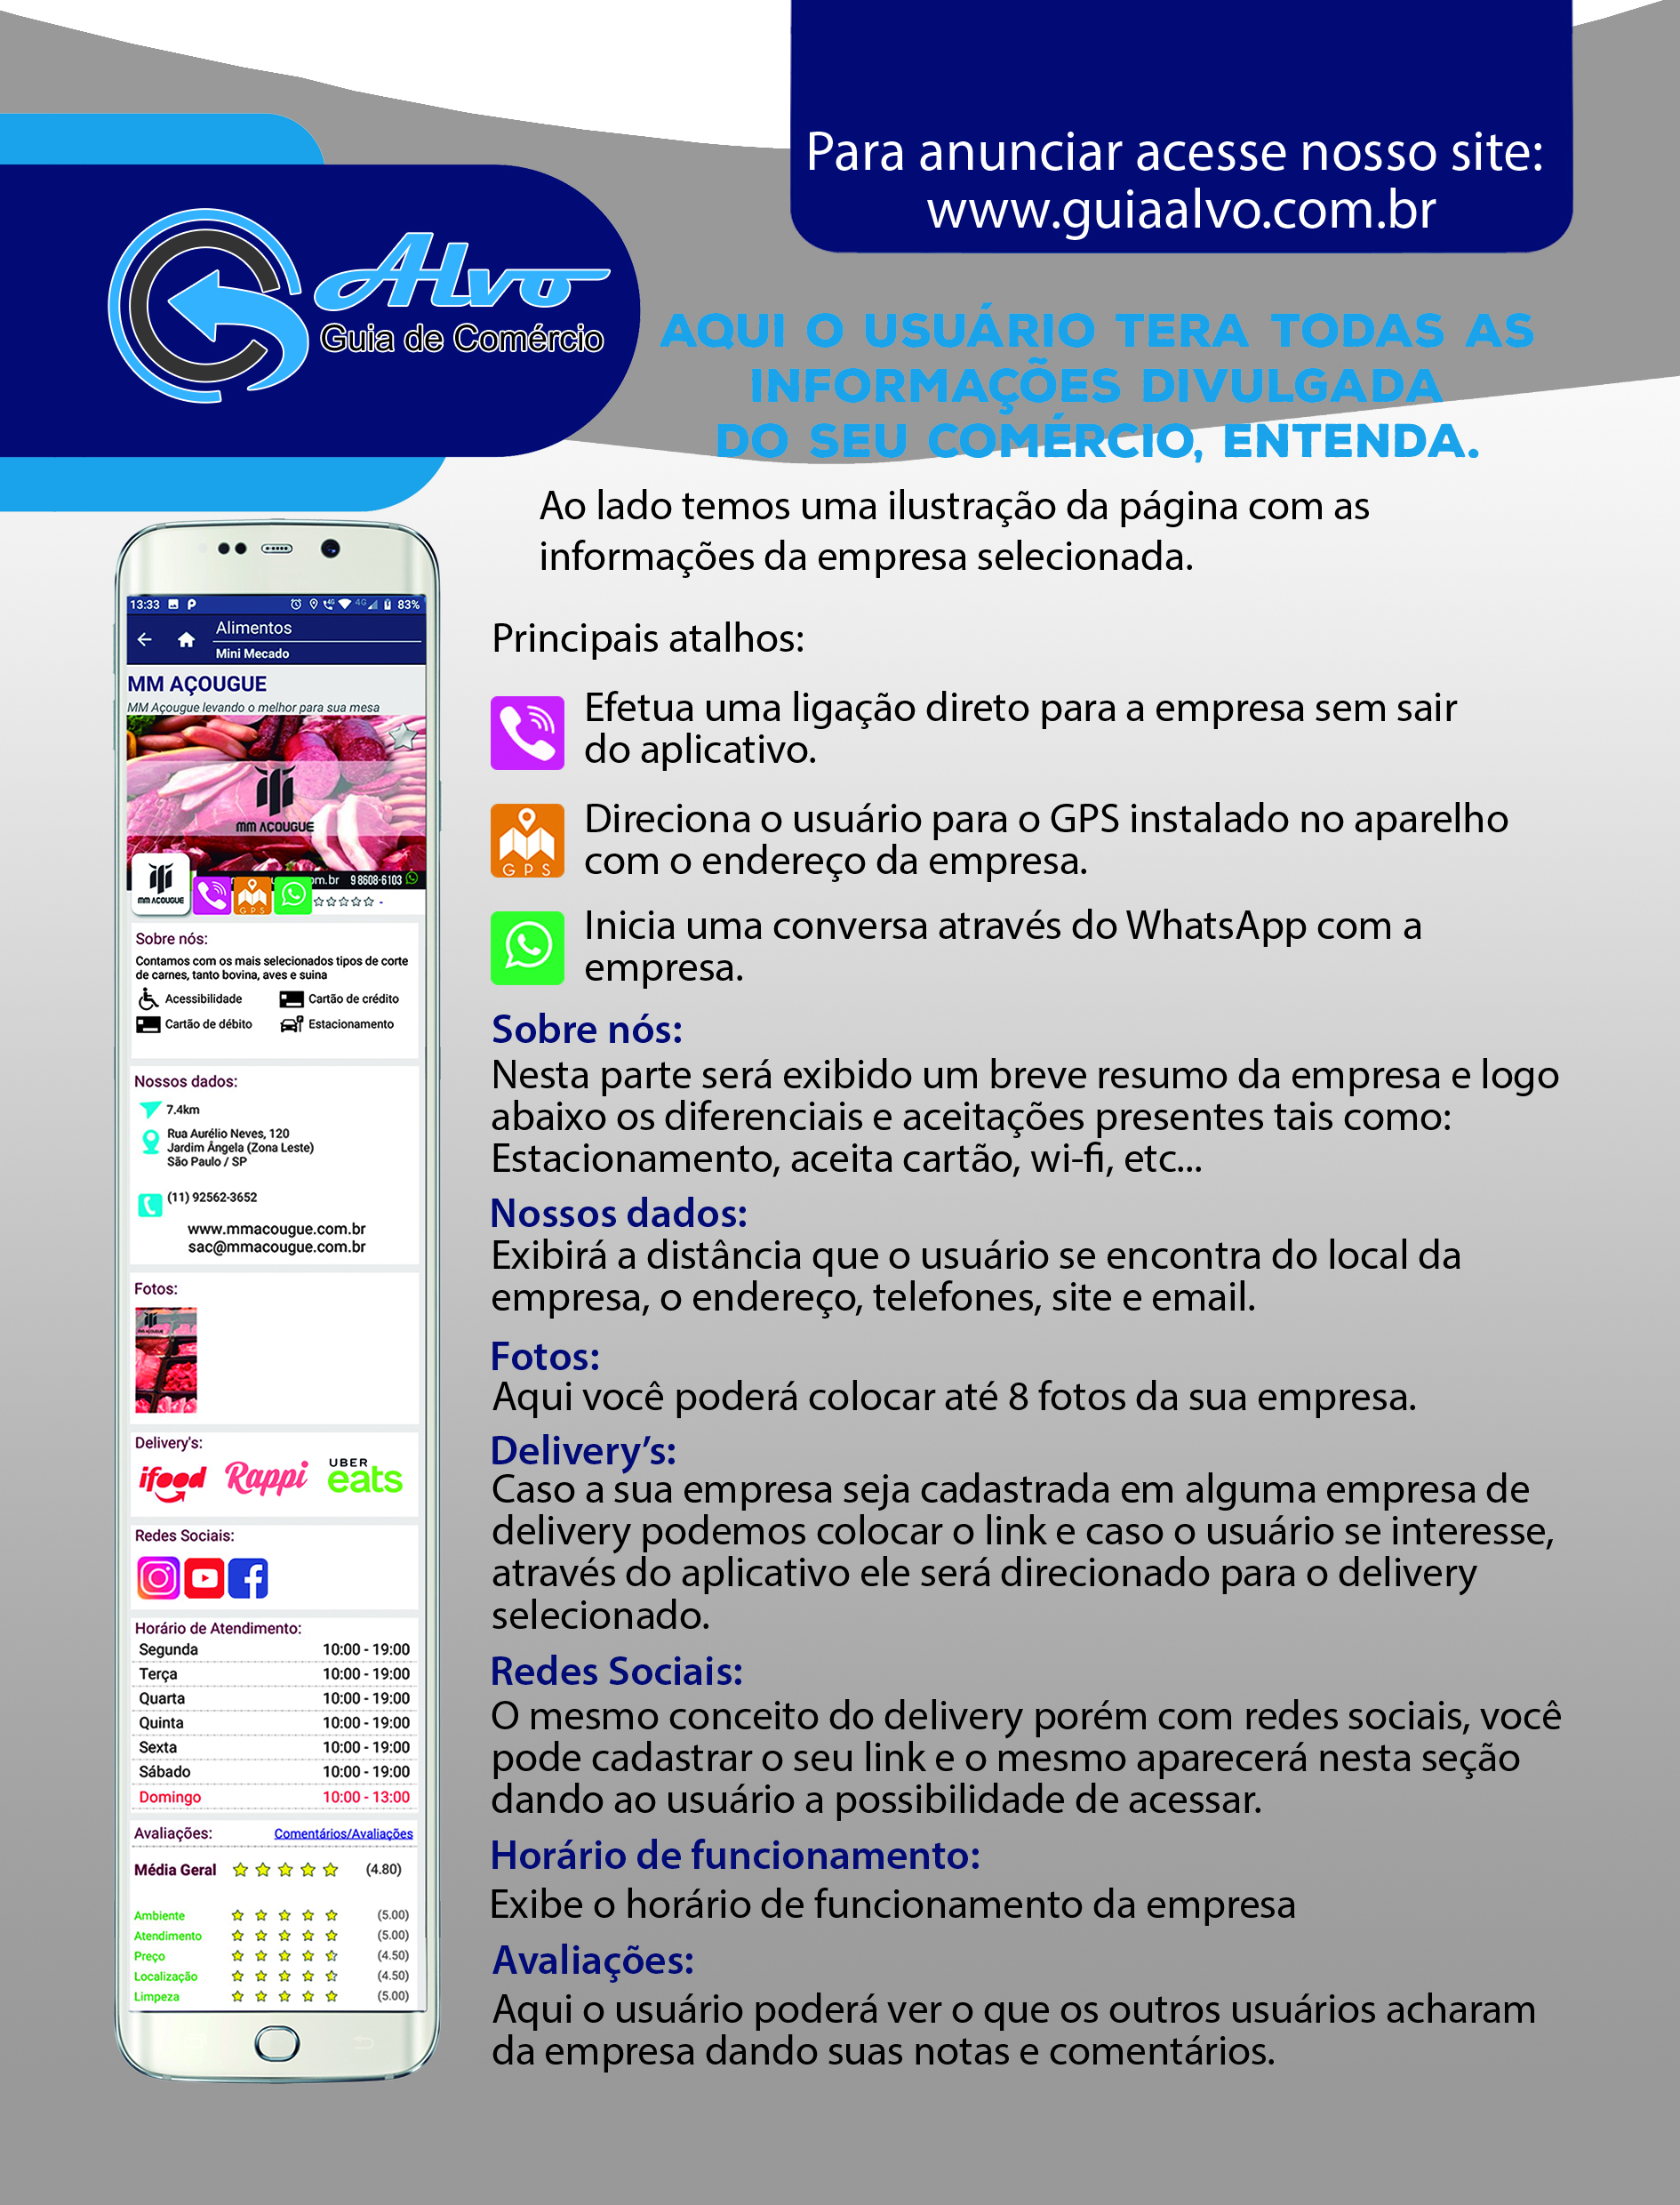 Para anunciar acesse nosso site:
www.guiaalvo.com.br
Alvo
Guia de Comércio
AQUI O USUÁRIO TERA TODAS AS
INFORMAÇÕES DIVULGADA
DO SEU COMÉRCIO, ENTENDA.
Ao lado temos uma ilustração da página com as
informações da empresa selecionada.
Principais atalhos:
Efetua uma ligação direto para a empresa sem sair
do aplicativo.
GPS
Direciona o usuário para o GPS instalado no aparelho
com o endereço da empresa.
Inicia uma conversa através do WhatsApp com a
empresa.
Sobre nós:
Nesta parte será exibido um breve resumo da empresa e logo
abaixo os diferenciais e aceitações presentes tais como:
Estacionamento, aceita cartão, wi-fi, etc...
Nossos dados:
Exibirá a distância que o usuário se encontra do local da
empresa, o endereço, telefones, site e email.
Fotos:
Aqui você poderá colocar até 8 fotos da sua empresa.
Delivery's:
Caso a sua empresa seja cadastrada em alguma empresa de
delivery podemos colocar o link e caso o usuário se interesse,
através do aplicativo ele será direcionado para o delivery
selecionado.
Redes Sociais:
O mesmo conceito do delivery porém com redes sociais, você
pode cadastrar o seu link e o mesmo aparecerá nesta seção
dando ao usuário a possibilidade de acessar.
Horário de funcionamento:
Exibe o horário de funcionamento da empresa
Avaliações:
Aqui o usuário poderá ver o que os outros usuários acharam
da empresa dando suas notas e comentários.
13:33 4G 4G 83%
Alimentos
Mini Mecado
MM AÇOUGUE
MM Açougue levando o melhor para sua mesa
MM AÇOUGUE
om.br 98608-6103
MM AÇOUGUE
GPS
Sobre nós:
Contamos com os mais selecionados tipos de corte
de carnes, tanto bovina, aves e suina
Acessibilidade Cartão de crédito
Cartão de débito Estacionamento
Nossos dados:
7.4km
Rua Aurélio Neves, 120
Jardim Ângela (Zona Leste)
São Paulo / SP
(11) 92562-3652
www.mmacougue.com.br
sac@mmacougue.com.br
Fotos:
Delivery's:
ifood Rappi UBER eats
Redes Sociais:
Horário de Atendimento:
Segunda 10:00 - 19:00
Terça 10:00 - 19:00
Quarta 10:00 - 19:00
Quinta 10:00 - 19:00
Sexta 10:00 - 19:00
Sábado 10:00 - 19:00
Domingo 10:00 - 13:00
Avaliações: Comentários/Avaliações
Média Geral (4.80)
Ambiente (5.00)
Atendimento (5.00)
Preço (4.50)
Localização (4.50)
Limpeza (5.00)